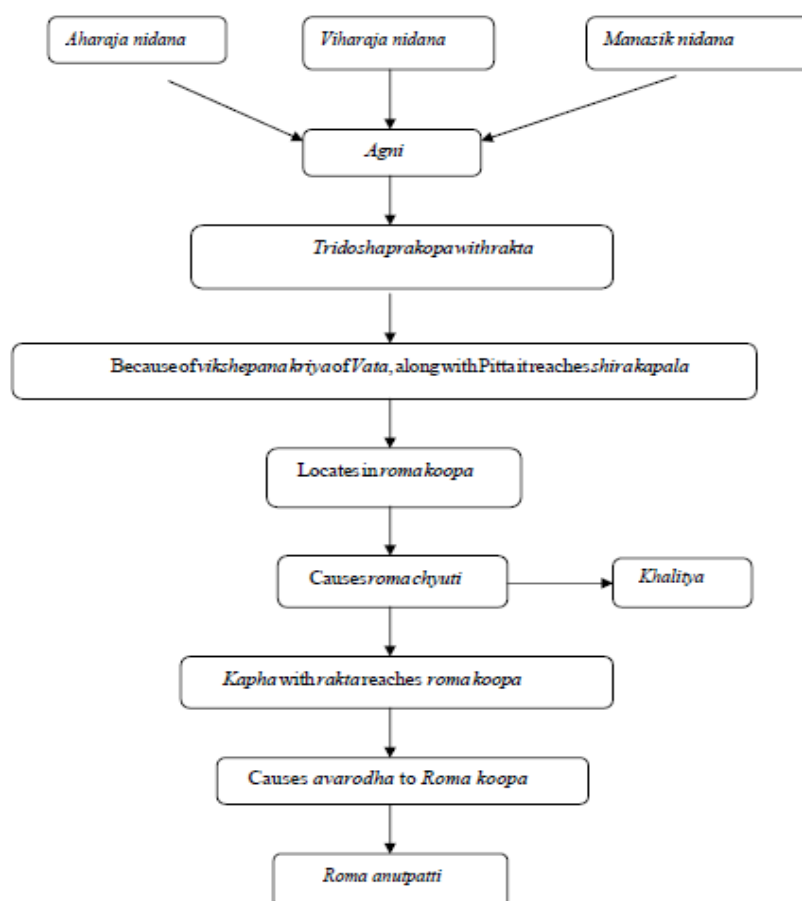 Aharaja nidana
Viharaja nidana
Manasik nidana
Agni
Tridoshaprakopawithrakta
Because of vikshepana kriya of Vata, along with Pitta it reaches shira kapala
Locates in roma koopa
Causes roma chyuti
Khalitya
Kapha with rakta reaches roma koopa
Causes avarodha to Roma koopa
Roma anutpatti